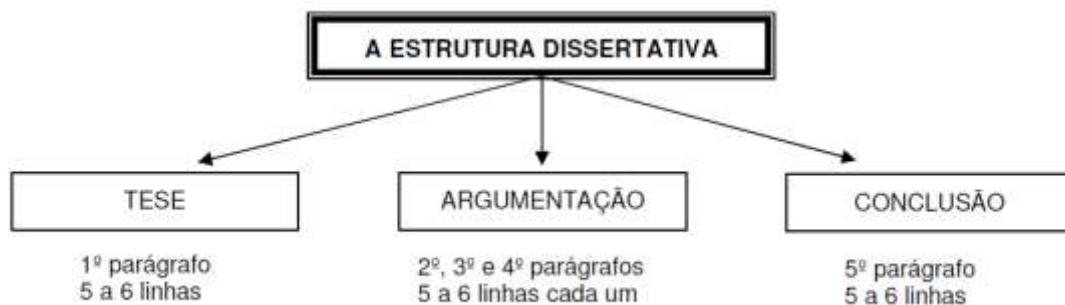 A ESTRUTURA DISSERTATIVA
TESE
1º parágrafo
5 a 6 linhas
ARGUMENTAÇÃO
2º, 3º e 4º parágrafos
5 a 6 linhas cada um
CONCLUSÃO
5º parágrafo
5 a 6 linhas